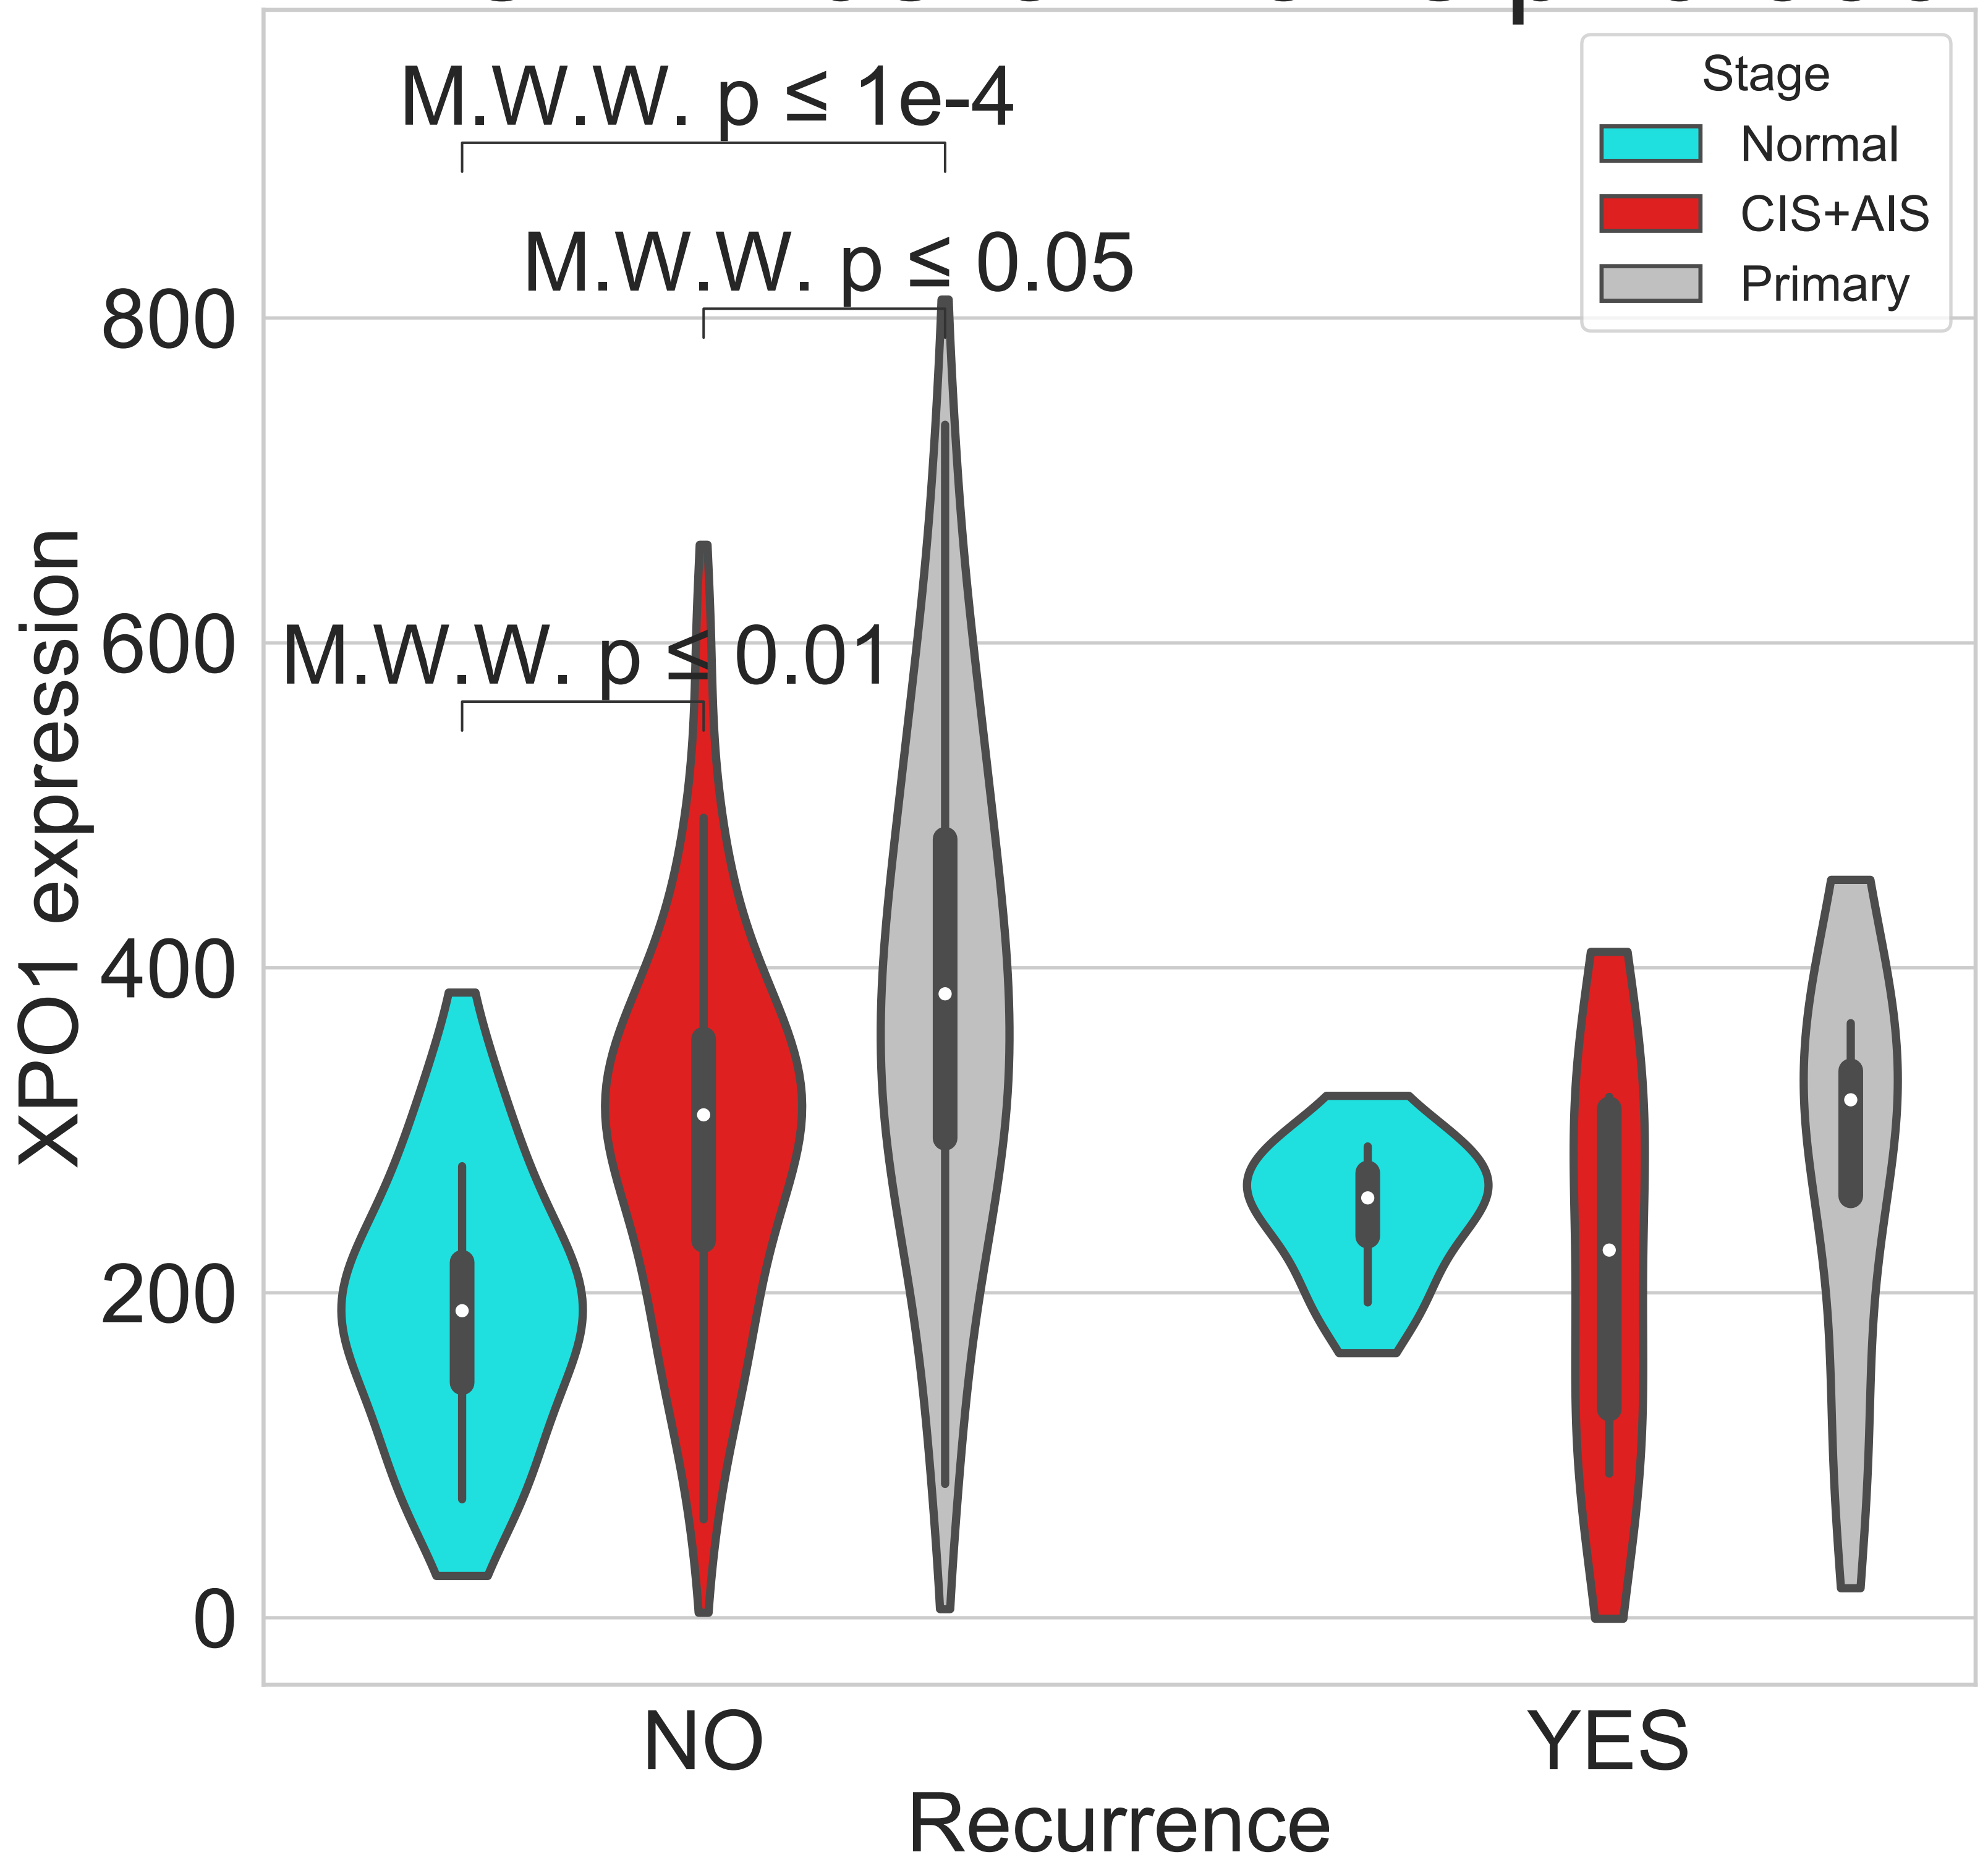 M.W.W. p ≤ 1e-4
M.W.W. p ≤ 0.05
M.W.W. p ≤ 0.01
Stage
Normal
CIS+AIS
Primary
XPO1 expression
800
600
400
200
0
NO
YES
Recurrence